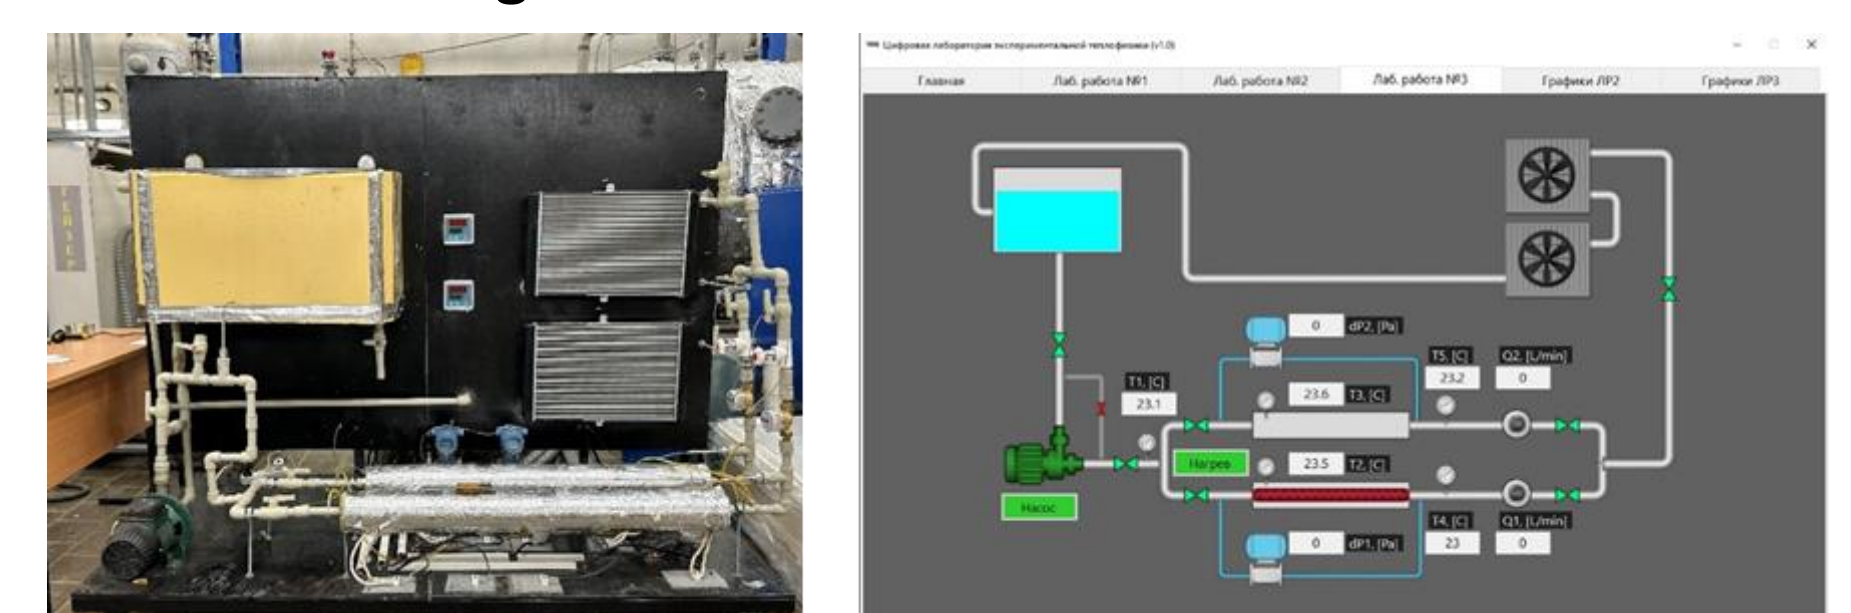 Цифровая лаборатория экспериментальной теплофизики (v1.0)
Главная
Лаб. работа №1
Лаб. работа №2
Лаб. работа №3
Графики ЛР2
Графики ЛР3
0
dP2, [Pa]
T5, [C]
Q2, [L/min]
23.2
0
T1, [C]
23.1
23.6
T3, [C]
Нагрев
23.5
T2, [C]
Насос
T4, [C]
Q1, [L/min]
0
dP1, [Pa]
23
0